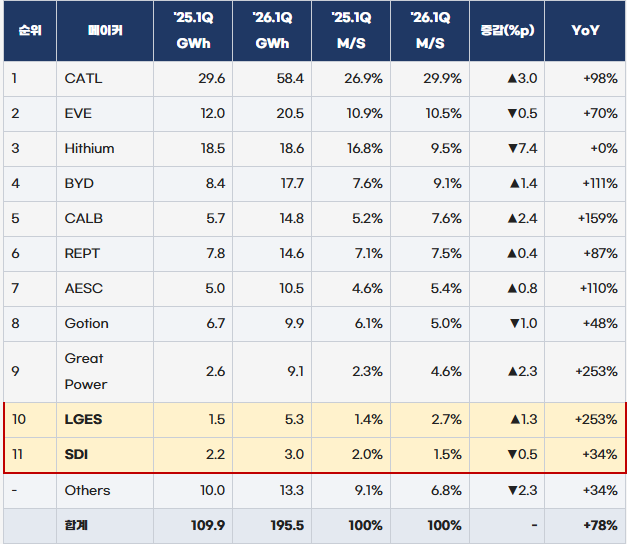 순위 메이커 '25.1Q GWh '26.1Q GWh '25.1Q M/S '26.1Q M/S 증감(%p) YoY
1 CATL 29.6 58.4 26.9% 29.9% ▲3.0 +98%
2 EVE 12.0 20.5 10.9% 10.5% ▼0.5 +70%
3 Hithium 18.5 18.6 16.8% 9.5% ▼7.4 +0%
4 BYD 8.4 17.7 7.6% 9.1% ▲1.4 +111%
5 CALB 5.7 14.8 5.2% 7.6% ▲2.4 +159%
6 REPT 7.8 14.6 7.1% 7.5% ▲0.4 +87%
7 AESC 5.0 10.5 4.6% 5.4% ▲0.8 +110%
8 Gotion 6.7 9.9 6.1% 5.0% ▼1.0 +48%
9 Great Power 2.6 9.1 2.3% 4.6% ▲2.3 +253%
10 LGES 1.5 5.3 1.4% 2.7% ▲1.3 +253%
11 SDI 2.2 3.0 2.0% 1.5% ▼0.5 +34%
- Others 10.0 13.3 9.1% 6.8% ▼2.3 +34%
합계 109.9 195.5 100% 100% - +78%